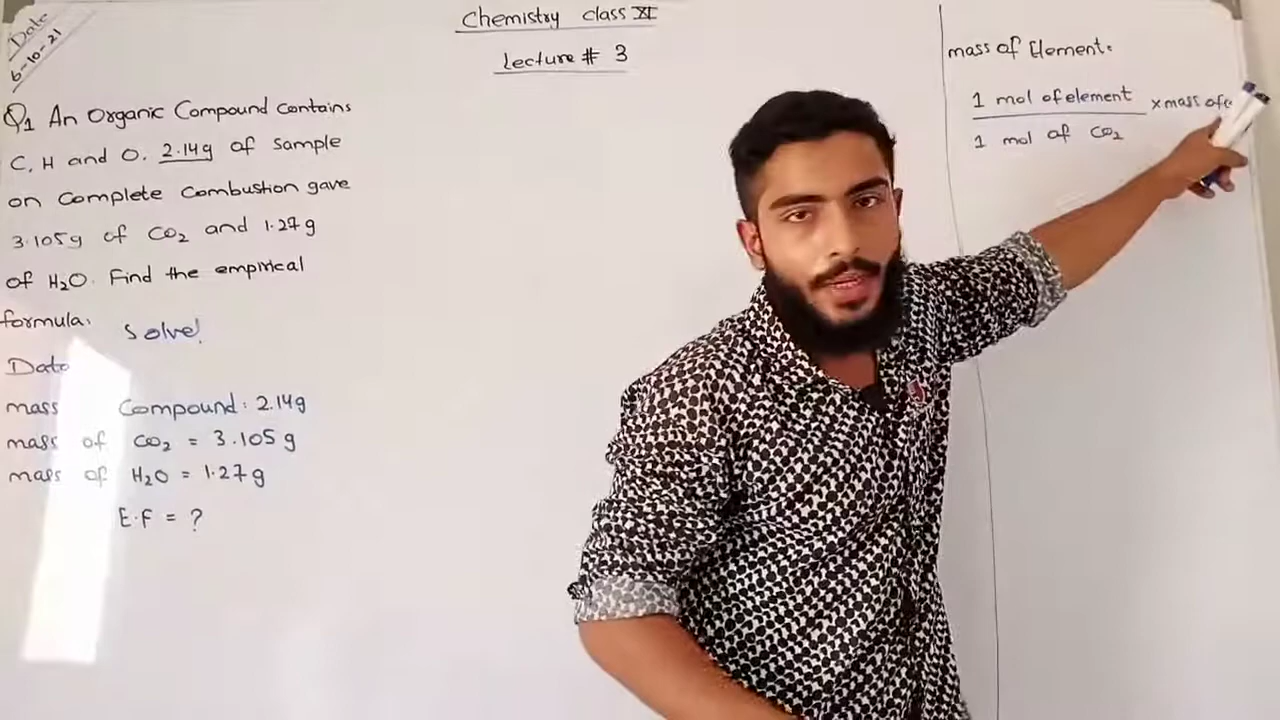 Date
6-10-21
Chemistry class XI
Lecture # 3
Q1 An Organic Compound contains
C, H and O. 2.14g of sample
on Complete Combustion gave
3.105g of CO2 and 1.27g
of H2O. Find the empirical
formula.
Solve!
Data
mass Compound: 2.14g
mass of CO2 = 3.105 g
mass of H2O = 1.27g
E.F = ?
mass of Element:
1 mol of element × mass of
1 mol of CO2